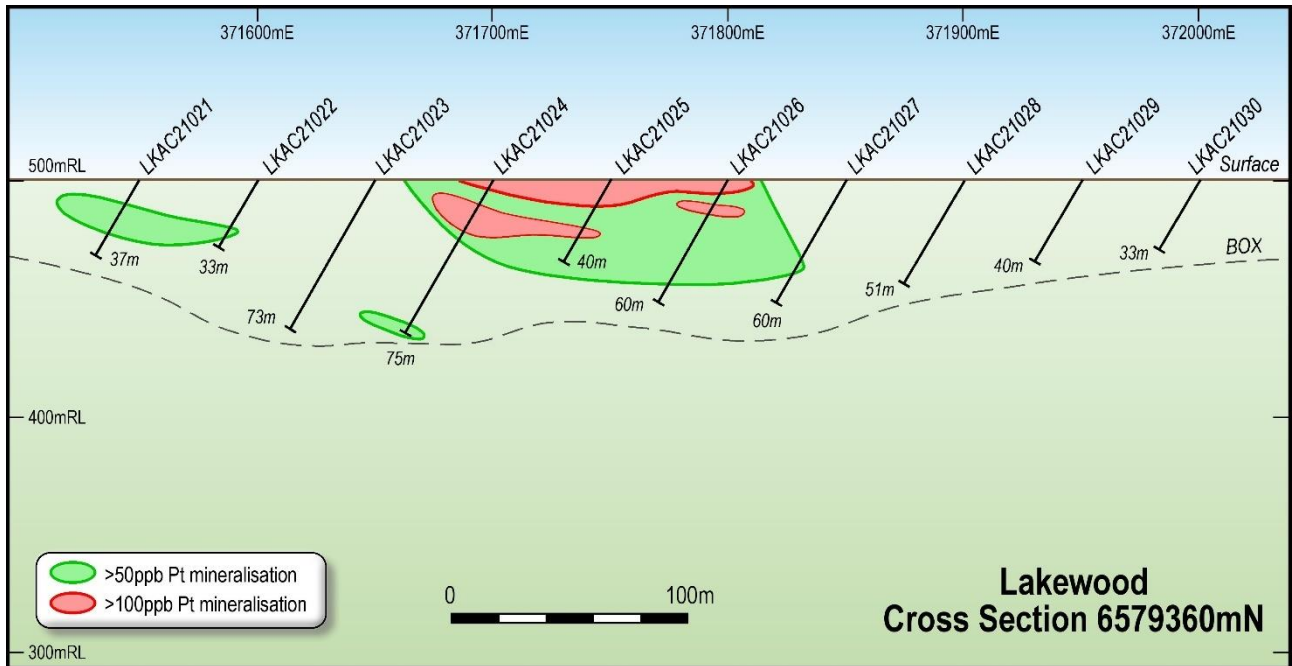 371600mE
371700mE
371800mE
371900mE
372000mE
LKAC21021
LKAC21022
LKAC21023
LKAC21024
LKAC21025
LKAC21026
LKAC21027
LKAC21028
LKAC21029
LKAC21030
500mRL
Surface
37m
33m
73m
75m
40m
60m
60m
51m
40m
33m
BOX
400mRL
>50ppb Pt mineralisation
>100ppb Pt mineralisation
0
100m
Lakewood
Cross Section 6579360mN
300mRL